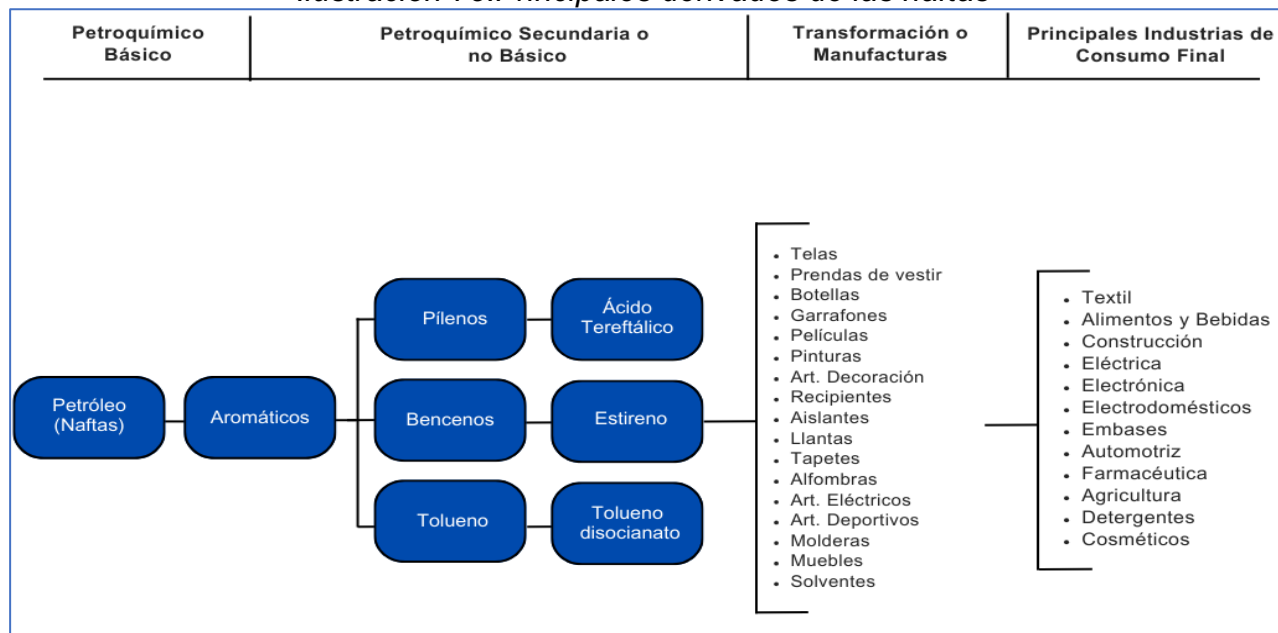 Petroquímico
Básico
Petroquímico Secundaria o
no Básico
Transformación o
Manufacturas
Principales Industrias de
Consumo Final
Petróleo
(Naftas)
Aromáticos
Pílenos
Ácido
Tereftálico
Bencenos
Estireno
Tolueno
Tolueno
disocianato
Telas
Prendas de vestir
Botellas
Garrafones
Películas
Pinturas
Art. Decoración
Recipientes
Aislantes
Llantas
Tapetes
Alfombras
Art. Eléctricos
Art. Deportivos
Molderas
Muebles
Solventes
Textil
Alimentos y Bebidas
Construcción
Eléctrica
Electrónica
Electrodomésticos
Embases
Automotriz
Farmacéutica
Agricultura
Detergentes
Cosméticos